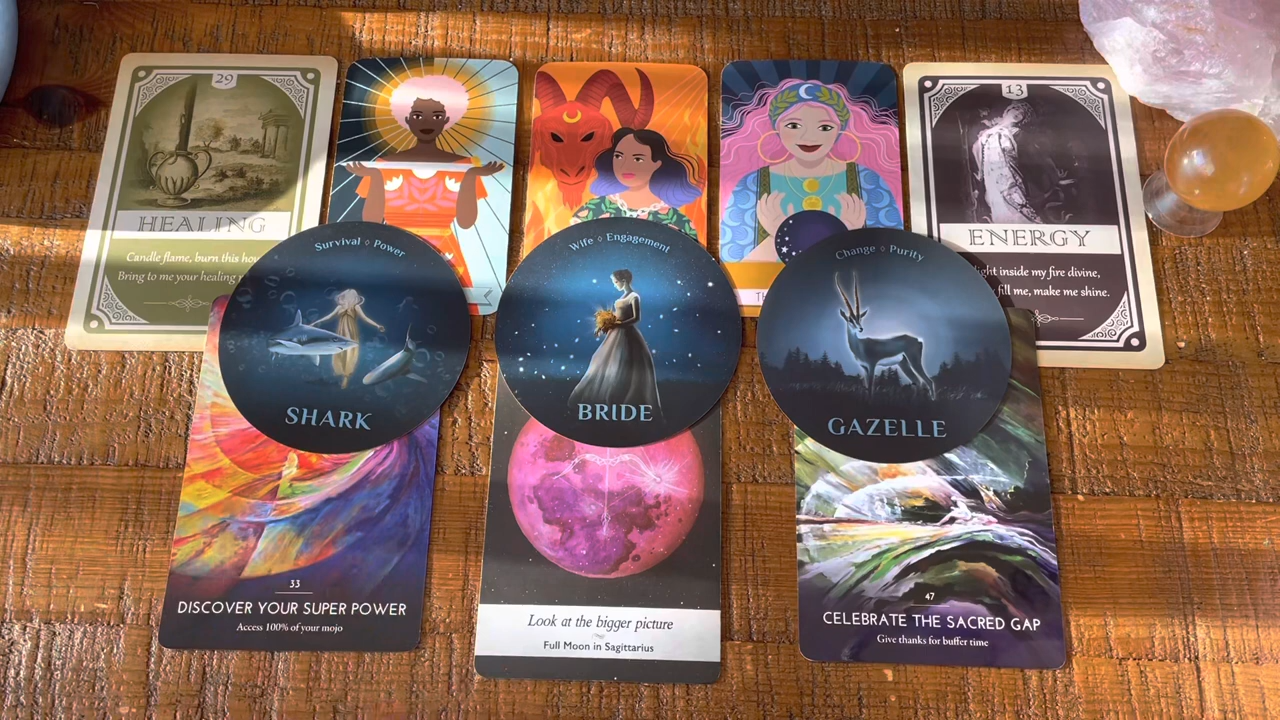 29
HEALING
Candle flame, burn this
Bring to me your healing
13
ENERGY
inside my fire divine,
fill me, make me shine.
Survival ◊ Power
SHARK
Wife ◊ Engagement
BRIDE
Change ◊ Purity
GAZELLE
33
DISCOVER YOUR SUPER POWER
Access 100% of your mojo
Look at the bigger picture
Full Moon in Sagittarius
47
CELEBRATE THE SACRED GAP
Give thanks for buffer time